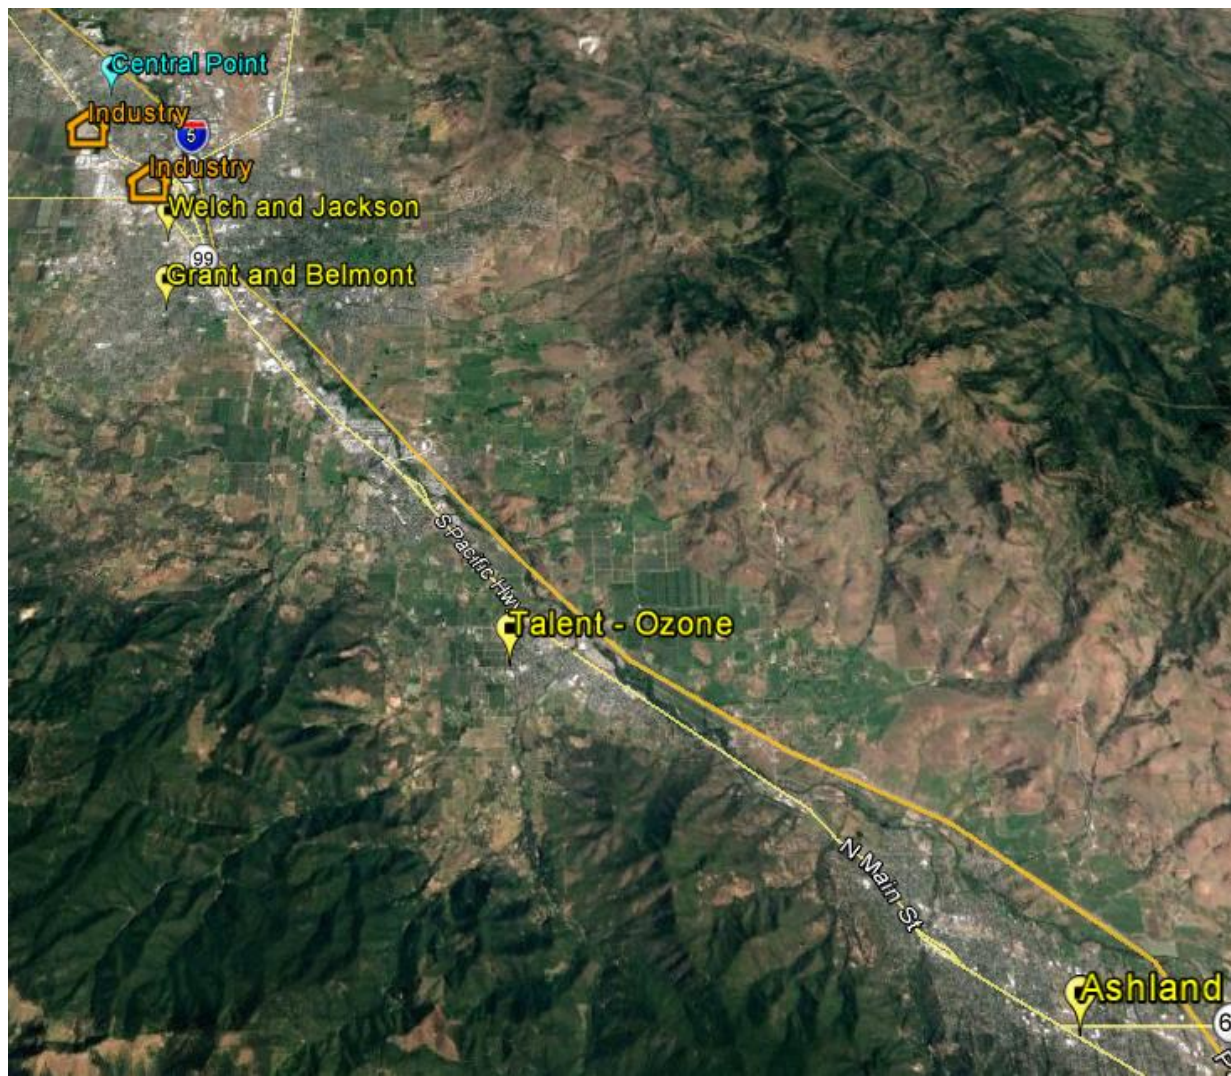 Central Point
Industry
5
Industry
Welch and Jackson
99
Grant and Belmont
S Pacific Hwy
Talent - Ozone
N Main St
Ashland
6